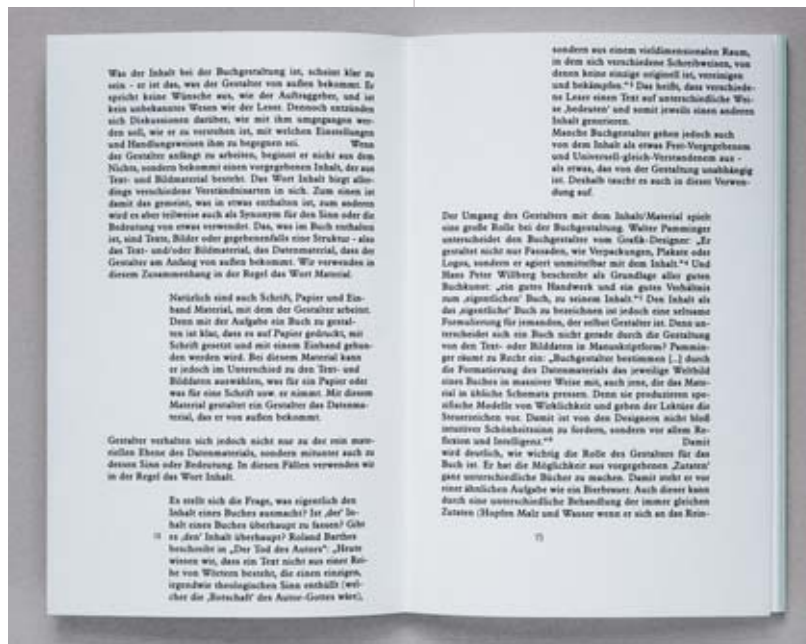 Was der Inhalt bei der Buchgestaltung ist, scheint klar zu
sein - er ist das, was der Gestalter von außen bekommt. Er
spricht keine Wünsche aus, wie der Auftraggeber, und ist
kein unbekanntes Wesen wie der Leser. Dennoch entzünden
sich Diskussionen darüber, wie mit ihm umgegangen wer-
den soll, wie er zu verstehen ist, mit welchen Einstellungen
und Handlungsweisen ihm zu begegnen sei. Wenn
der Gestalter anfängt zu arbeiten, beginnt er nicht aus dem
Nichts, sondern bekommt einen vorgegebenen Inhalt, der aus
Text- und Bildmaterial besteht. Das Wort Inhalt birgt aller-
dings verschiedene Verständnisarten in sich. Zum einen ist
damit das gemeint, was in etwas enthalten ist, zum anderen
wird es aber teilweise auch als Synonym für den Sinn oder die
Bedeutung von etwas verwendet. Das, was im Buch enthalten
ist, sind Texte, Bilder oder gegebenenfalls eine Struktur - also
das Text- und/oder Bildmaterial, das Datenmaterial, dass der
Gestalter am Anfang von außen bekommt. Wir verwenden in
diesem Zusammenhang in der Regel das Wort Material.
Natürlich sind auch Schrift, Papier und Ein-
band Material, mit dem der Gestalter arbeitet.
Denn mit der Aufgabe ein Buch zu gestal-
ten ist klar, dass es auf Papier gedruckt, mit
Schrift gesetzt und mit einem Einband gebun-
den werden wird. Bei diesem Material kann
er jedoch im Unterschied zu den Text- und
Bilddaten auswählen, was für ein Papier oder
was für eine Schrift usw. er nimmt. Mit diesem
Material gestaltet ein Gestalter das Datenma-
terial, das er von außen bekommt.
Gestalter verhalten sich jedoch nicht nur zu der rein mate-
riellen Ebene des Datenmaterials, sondern mitunter auch zu
dessen Sinn oder Bedeutung. In diesen Fällen verwenden wir
in der Regel das Wort Inhalt.
Es stellt sich die Frage, was eigentlich den
Inhalt eines Buches ausmacht? Ist ‚der' In-
halt eines Buches überhaupt zu fassen? Gibt
es ‚den' Inhalt überhaupt? Roland Barthes
beschreibt in „Der Tod des Autors": „Heute
wissen wir, dass ein Text nicht aus einer Rei-
he von Wörtern besteht, die einen einzigen,
irgendwie theologischen Sinn enthüllt (wel-
cher die ‚Botschaft' des Autor-Gottes wäre),
sondern aus einem vieldimensionalen Raum,
in dem sich verschiedene Schreibweisen, von
denen keine einzige originell ist, vereinigen
und bekämpfen." Das heißt, dass verschiede-
ne Leser einen Text auf unterschiedliche Wei-
se ‚bedeuten' und somit jeweils einen anderen
Inhalt generieren.
Manche Buchgestalter gehen jedoch auch
von dem Inhalt als etwas Fest-Vorgegebenem
und Universell-gleich-Verstandenem aus -
als etwas, das von der Gestaltung unabhängig
ist. Deshalb taucht es auch in dieser Verwen-
dung auf.
Der Umgang des Gestalters mit dem Inhalt/Material spielt
eine große Rolle bei der Buchgestaltung. Walter Pamminger
unterscheidet den Buchgestalter vom Grafik-Designer: „Er
gestaltet nicht nur Fassaden, wie Verpackungen, Plakate oder
Logos, sondern er agiert unmittelbar mit dem Inhalt." Und
Hans Peter Willberg beschreibt als Grundlage aller guten
Buchkunst: „ein gutes Handwerk und ein gutes Verhältnis
zum ‚eigentlichen' Buch, zu seinem Inhalt." Den Inhalt als
das ‚eigentliche' Buch zu bezeichnen ist jedoch eine seltsame
Formulierung für jemanden, der selbst Gestalter ist. Denn un-
terscheidet sich ein Buch nicht gerade durch die Gestaltung
von den Text- oder Bilddaten in Manuskriptform? Pammin-
ger räumt zu Recht ein: „Buchgestalter bestimmen [...] durch
die Formatierung des Datenmaterials das jeweilige Weltbild
eines Buches in massiver Weise mit, auch jene, die das Mate-
rial in übliche Schemata pressen. Denn sie produzieren spe-
zifische Modelle von Wirklichkeit und geben der Lektüre die
Steuerzeichen vor. Damit ist von den Designern nicht bloß
intuitiver Schönheitssinn zu fordern, sondern vor allem Re-
flexion und Intelligenz." Damit
wird deutlich, wie wichtig die Rolle des Gestalters für das
Buch ist. Er hat die Möglichkeit aus vorgegebenen ‚Zutaten'
ganz unterschiedliche Bücher zu machen. Damit steht er vor
einer ähnlichen Aufgabe wie ein Bierbrauer. Auch dieser kann
durch eine unterschiedliche Behandlung der immer gleichen
Zutaten (Hopfen Malz und Wasser wenn er sich an das Rein-
15